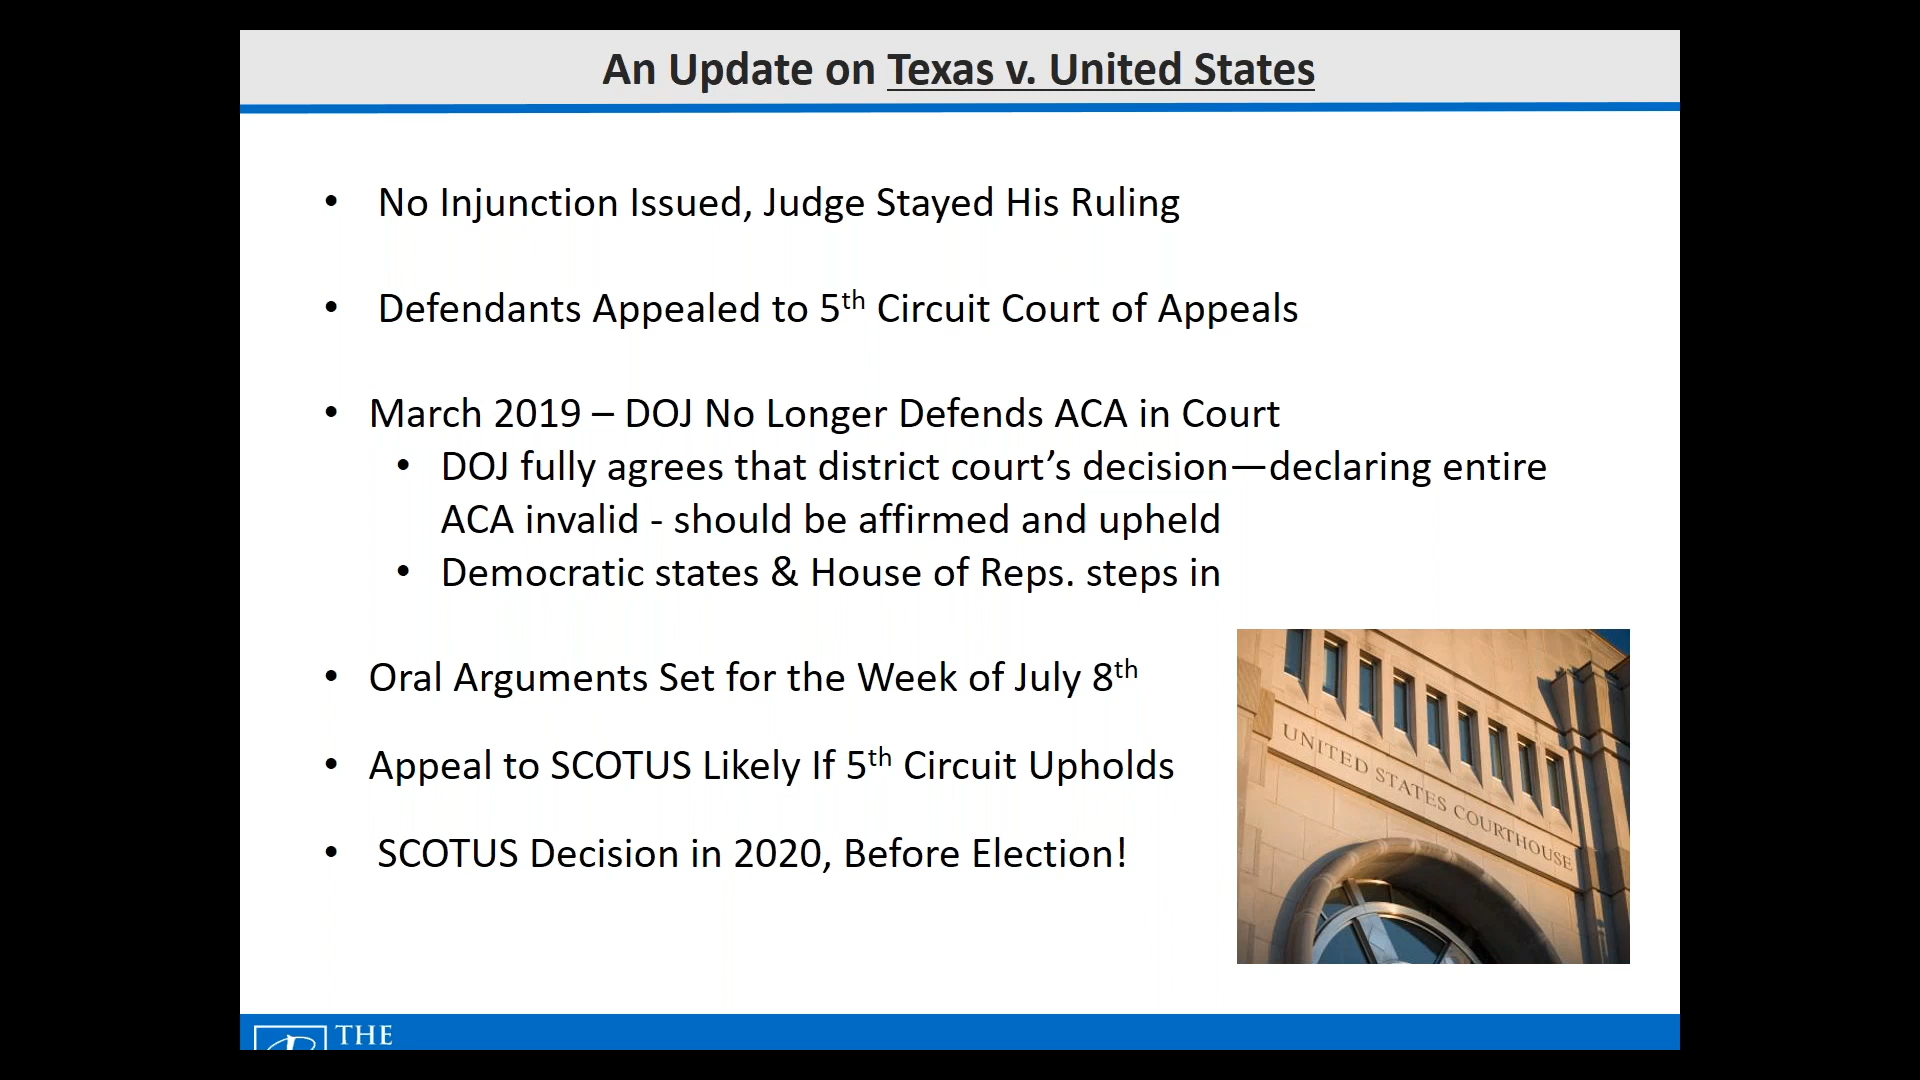 An Update on Texas v. United States
• No Injunction Issued, Judge Stayed His Ruling
• Defendants Appealed to 5th Circuit Court of Appeals
• March 2019 – DOJ No Longer Defends ACA in Court
• DOJ fully agrees that district court’s decision—declaring entire
ACA invalid - should be affirmed and upheld
• Democratic states & House of Reps. steps in
• Oral Arguments Set for the Week of July 8th
• Appeal to SCOTUS Likely If 5th Circuit Upholds
• SCOTUS Decision in 2020, Before Election!
UNITED STATES COURTHOUSE
THE